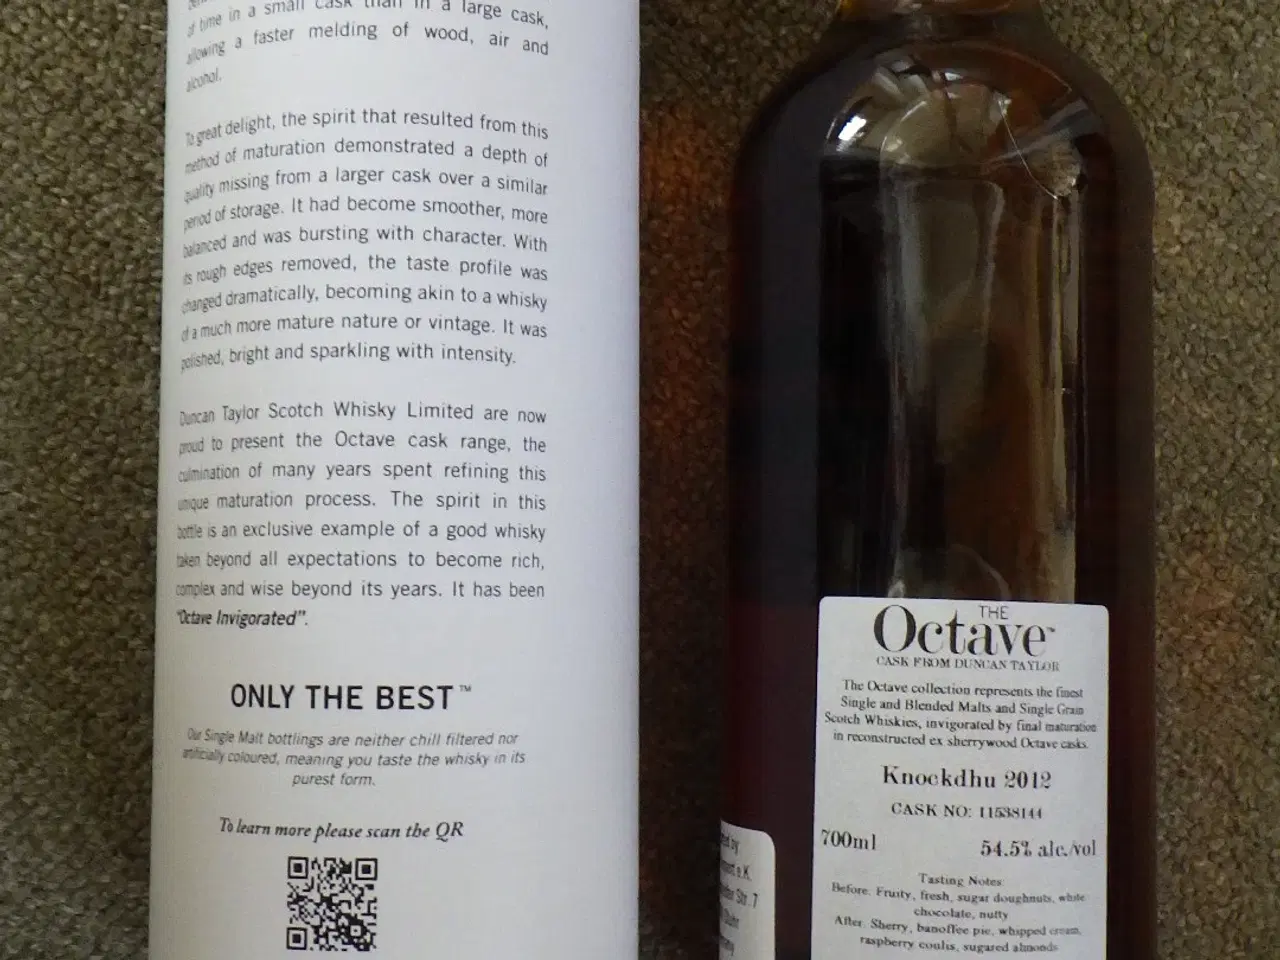 of time in a small cask than in a large cask,
allowing a faster melding of wood, air and
alcohol.
To great delight, the spirit that resulted from this
method of maturation demonstrated a depth of
quality missing from a larger cask over a similar
period of storage. It had become smoother, more
balanced and was bursting with character. With
its rough edges removed, the taste profile was
changed dramatically, becoming akin to a whisky
of a much more mature nature or vintage. It was
polished, bright and sparkling with intensity.
Duncan Taylor Scotch Whisky Limited are now
proud to present the Octave cask range, the
culmination of many years spent refining this
unique maturation process. The spirit in this
bottle is an exclusive example of a good whisky
taken beyond all expectations to become rich,
complex and wise beyond its years. It has been
"Octave Invigorated".
ONLY THE BEST™
Our Single Malt bottlings are neither chill filtered nor
artificially coloured, meaning you taste the whisky in its
purest form.
To learn more please scan the QR
THE
Octave™
CASK FROM DUNCAN TAYLOR
The Octave collection represents the finest
Single and Blended Malts and Single Grain
Scotch Whiskies, invigorated by final maturation
in reconstructed ex sherrywood Octave casks.
Knockdhu 2012
CASK NO: 11538144
700ml
54.5% alc./vol
Tasting Notes:
Before: Fruity, fresh, sugar doughnuts, white
chocolate, nutty
After: Sherry, banoffee pie, whipped cream,
raspberry coulis, sugared almonds
by
e.K.
Str. 7